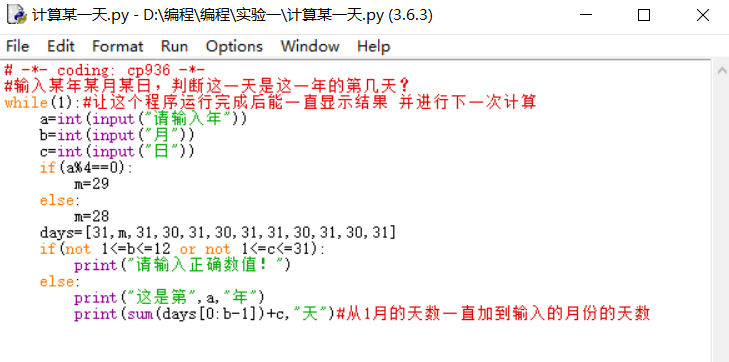 计算某一天.py - D:\编程\编程\实验一\计算某一天.py (3.6.3)
File Edit Format Run Options Window Help
# -*- coding: cp936 -*-
#输入某年某月某日，判断这一天是这一年的第几天?
while(1):#让这个程序运行完成后能一直显示结果 并进行下一次计算
    a=int(input("请输入年"))
    b=int(input("月"))
    c=int(input("日"))
    if(a%4==0):
        m=29
    else:
        m=28
    days=[31,m,31,30,31,30,31,31,30,31,30,31]
    if(not 1<=b<=12 or not 1<=c<=31):
        print("请输入正确数值！")
    else:
        print("这是第",a,"年")
        print(sum(days[0:b-1])+c,"天")#从1月的天数一直加到输入的月份的天数